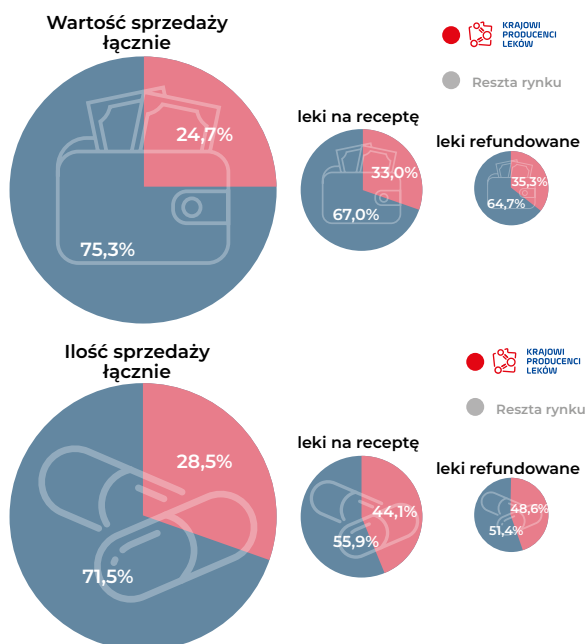 Wartość sprzedaży
łącznie
KRAJOWI
PRODUCENCI
LEKÓW
Reszta rynku
24,7%
75,3%
leki na receptę
33,0%
67,0%
leki refundowane
35,3%
64,7%
Ilość sprzedaży
łącznie
KRAJOWI
PRODUCENCI
LEKÓW
Reszta rynku
28,5%
71,5%
leki na receptę
44,1%
55,9%
leki refundowane
48,6%
51,4%